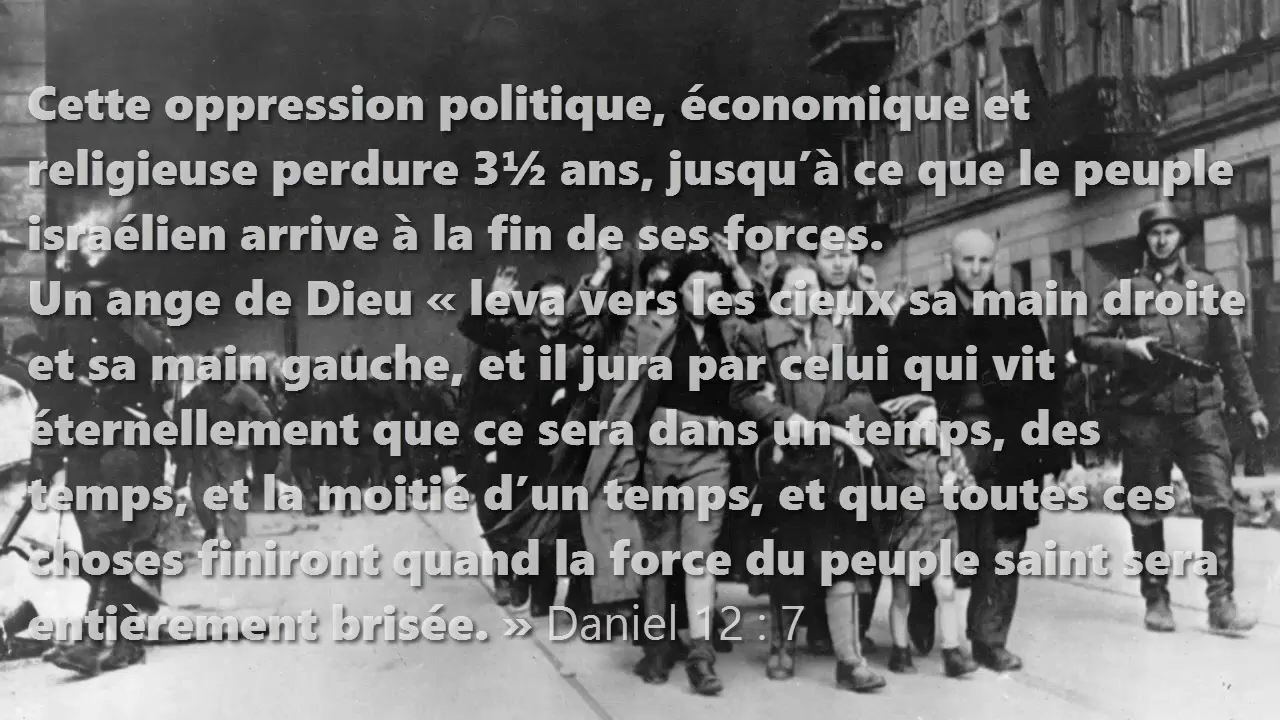 Cette oppression politique, économique et
religieuse perdure 3½ ans, jusqu’à ce que le peuple
israélien arrive à la fin de ses forces.
Un ange de Dieu « leva vers les cieux sa main droite
et sa main gauche, et il jura par celui qui vit
éternellement que ce sera dans un temps, des
temps, et la moitié d’un temps, et que toutes ces
choses finiront quand la force du peuple saint sera
entièrement brisée. » Daniel 12 : 7